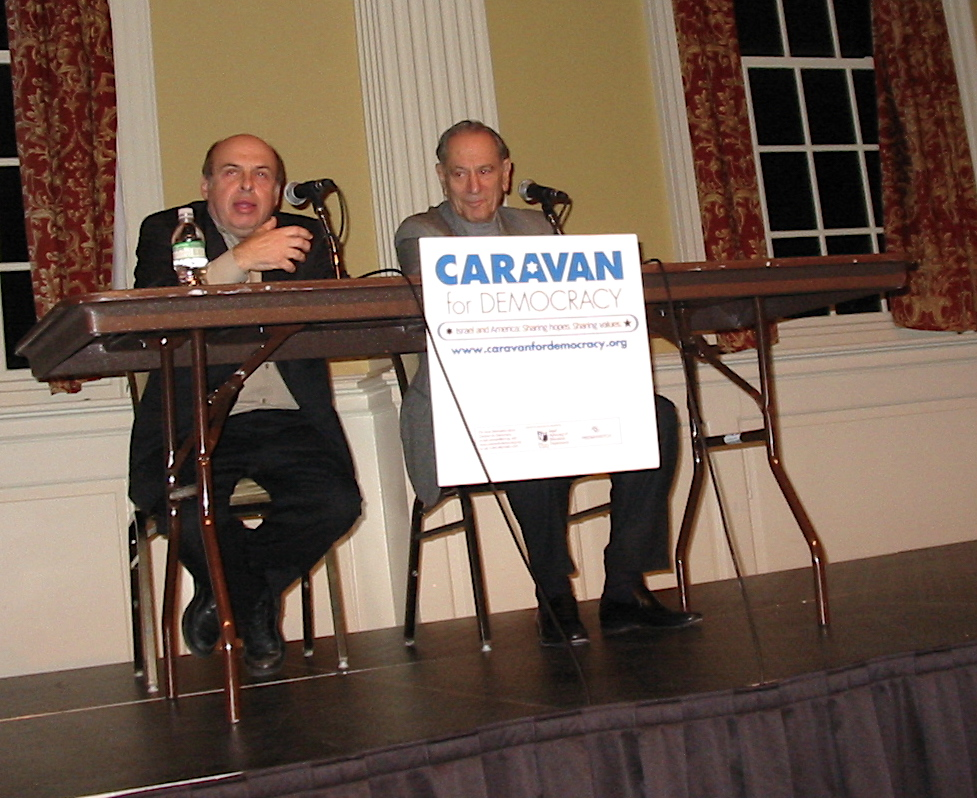 CARAVAN
for DEMOCRACY
Israel and America. Sharing hopes. Sharing values.
www.caravanfordemocracy.org